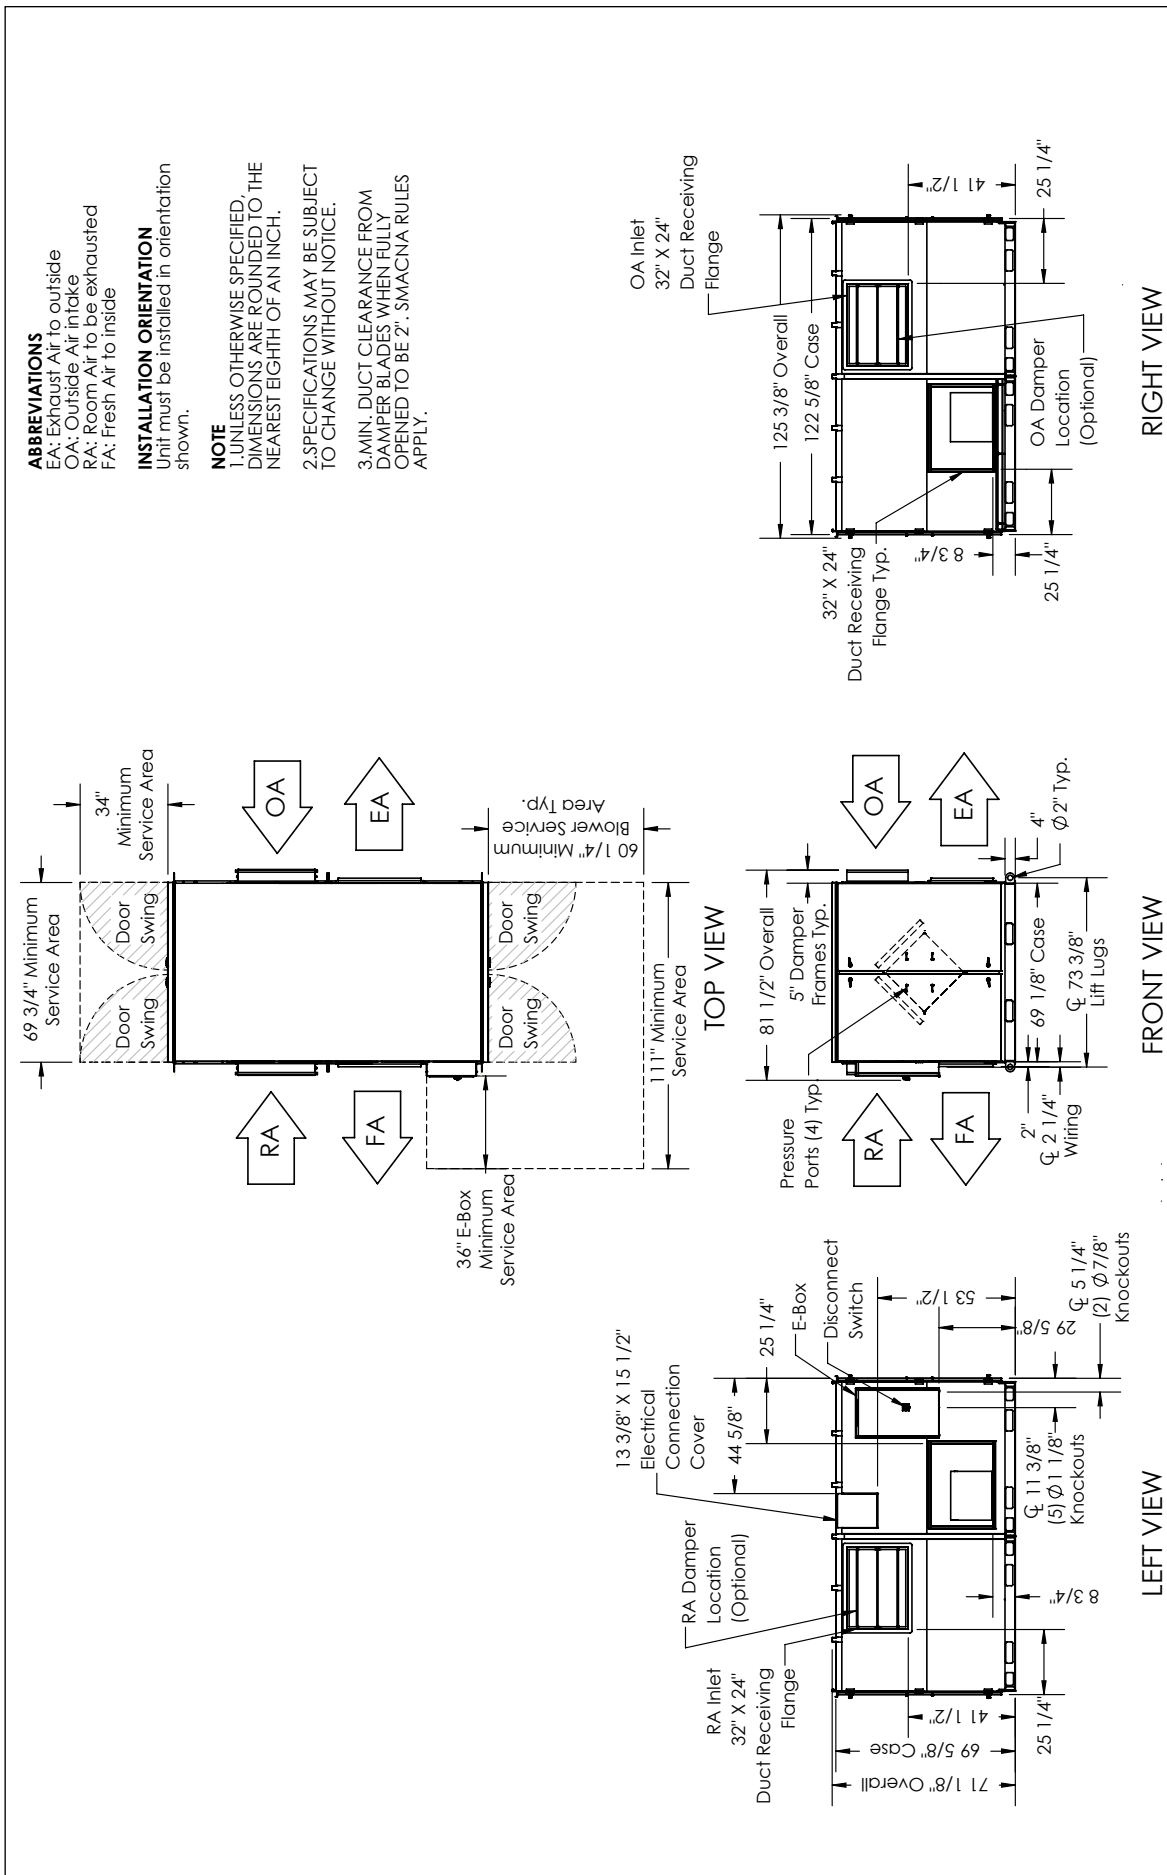 ABBREVIATIONS
EA: Exhaust Air to outside
OA: Outside Air intake
RA: Room Air to be exhausted
FA: Fresh Air to inside
INSTALLATION ORIENTATION
Unit must be installed in orientation
shown.
NOTE
1.UNLESS OTHERWISE SPECIFIED,
DIMENSIONS ARE ROUNDED TO THE
NEAREST EIGHTH OF AN INCH.
2.SPECIFICATIONS MAY BE SUBJECT
TO CHANGE WITHOUT NOTICE.
3.MIN. DUCT CLEARANCE FROM
DAMPER BLADES WHEN FULLY
OPENED TO BE 2". SMACNA RULES
APPLY.
69 3/4" Minimum
Service Area
34"
Minimum
Service Area
Door
Swing
Door
Swing
RA
OA
FA
EA
36" E-Box
Minimum
Service Area
Door
Swing
Door
Swing
60 1/4" Minimum
Blower Service
Area Typ.
111" Minimum
Service Area
TOP VIEW
RA Inlet
32" X 24"
Duct Receiving
Flange
RA Damper
Location
(Optional)
13 3/8" X 15 1/2"
Electrical
Connection
Cover
44 5/8"
25 1/4"
E-Box
Disconnect
Switch
71 1/8" Overall
69 5/8" Case
41 1/2"
25 1/4"
8 3/4"
53 1/2"
29 5/8"
℄ 11 3/8"
(5) Ø1 1/8"
Knockouts
℄ 5 1/4"
(2) Ø7/8"
Knockouts
LEFT VIEW
Pressure
Ports (4) Typ.
81 1/2" Overall
5" Damper
Frames Typ.
RA
OA
FA
EA
2"
℄ 2 1/4"
Wiring
69 1/8" Case
℄ 73 3/8"
Lift Lugs
4"
Ø2" Typ.
FRONT VIEW
32" X 24"
Duct Receiving
Flange Typ.
125 3/8" Overall
122 5/8" Case
OA Inlet
32" X 24"
Duct Receiving
Flange
8 3/4"
25 1/4"
OA Damper
Location
(Optional)
41 1/2"
25 1/4"
RIGHT VIEW